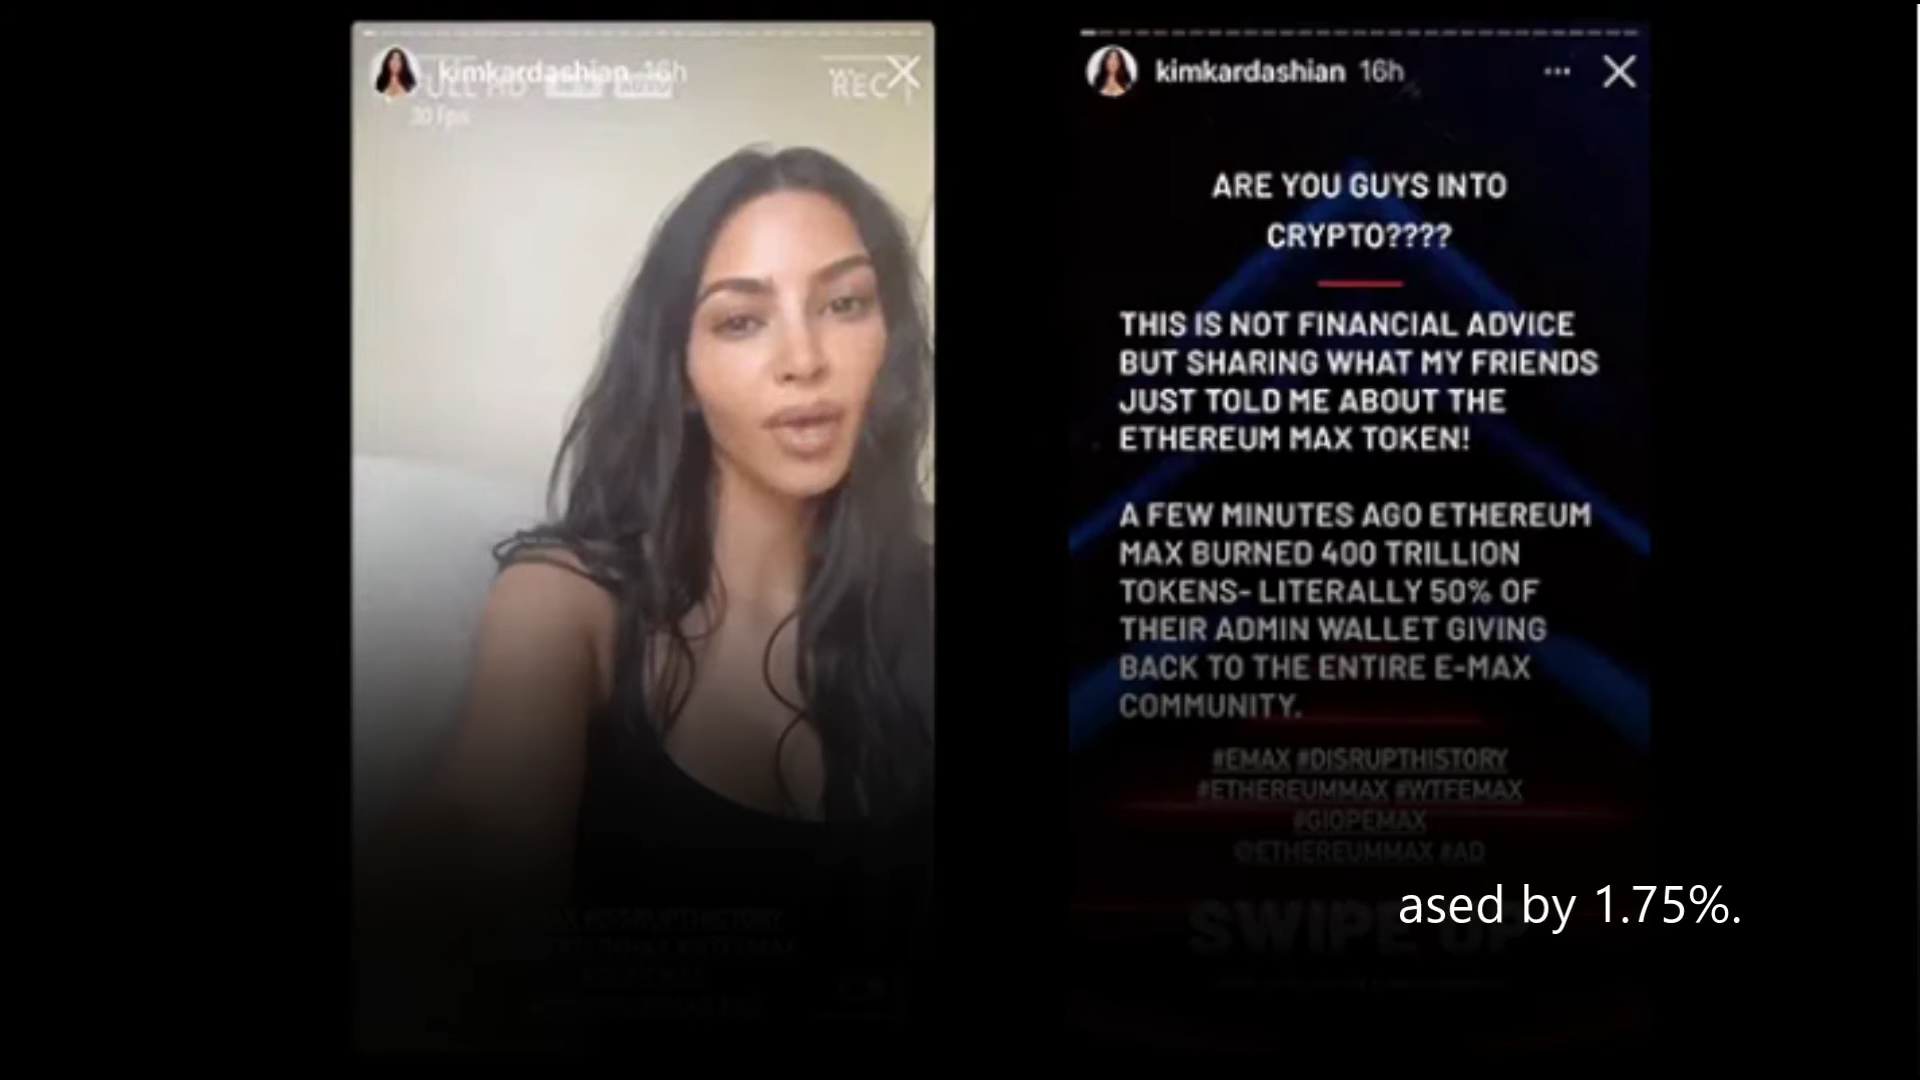 kimkardashian 16h
REC
30 fps
kimkardashian 16h
ARE YOU GUYS INTO
CRYPTO????
THIS IS NOT FINANCIAL ADVICE
BUT SHARING WHAT MY FRIENDS
JUST TOLD ME ABOUT THE
ETHEREUM MAX TOKEN!
A FEW MINUTES AGO ETHEREUM
MAX BURNED 400 TRILLION
TOKENS- LITERALLY 50% OF
THEIR ADMIN WALLET GIVING
BACK TO THE ENTIRE E-MAX
COMMUNITY.
#EMAX #DISRUPTHISTORY
#ETHEREUMMAX #WTFEMAX
#GIOPEMAX
@ETHEREUMMAX #AD
SWIPE UP
ased by 1.75%.